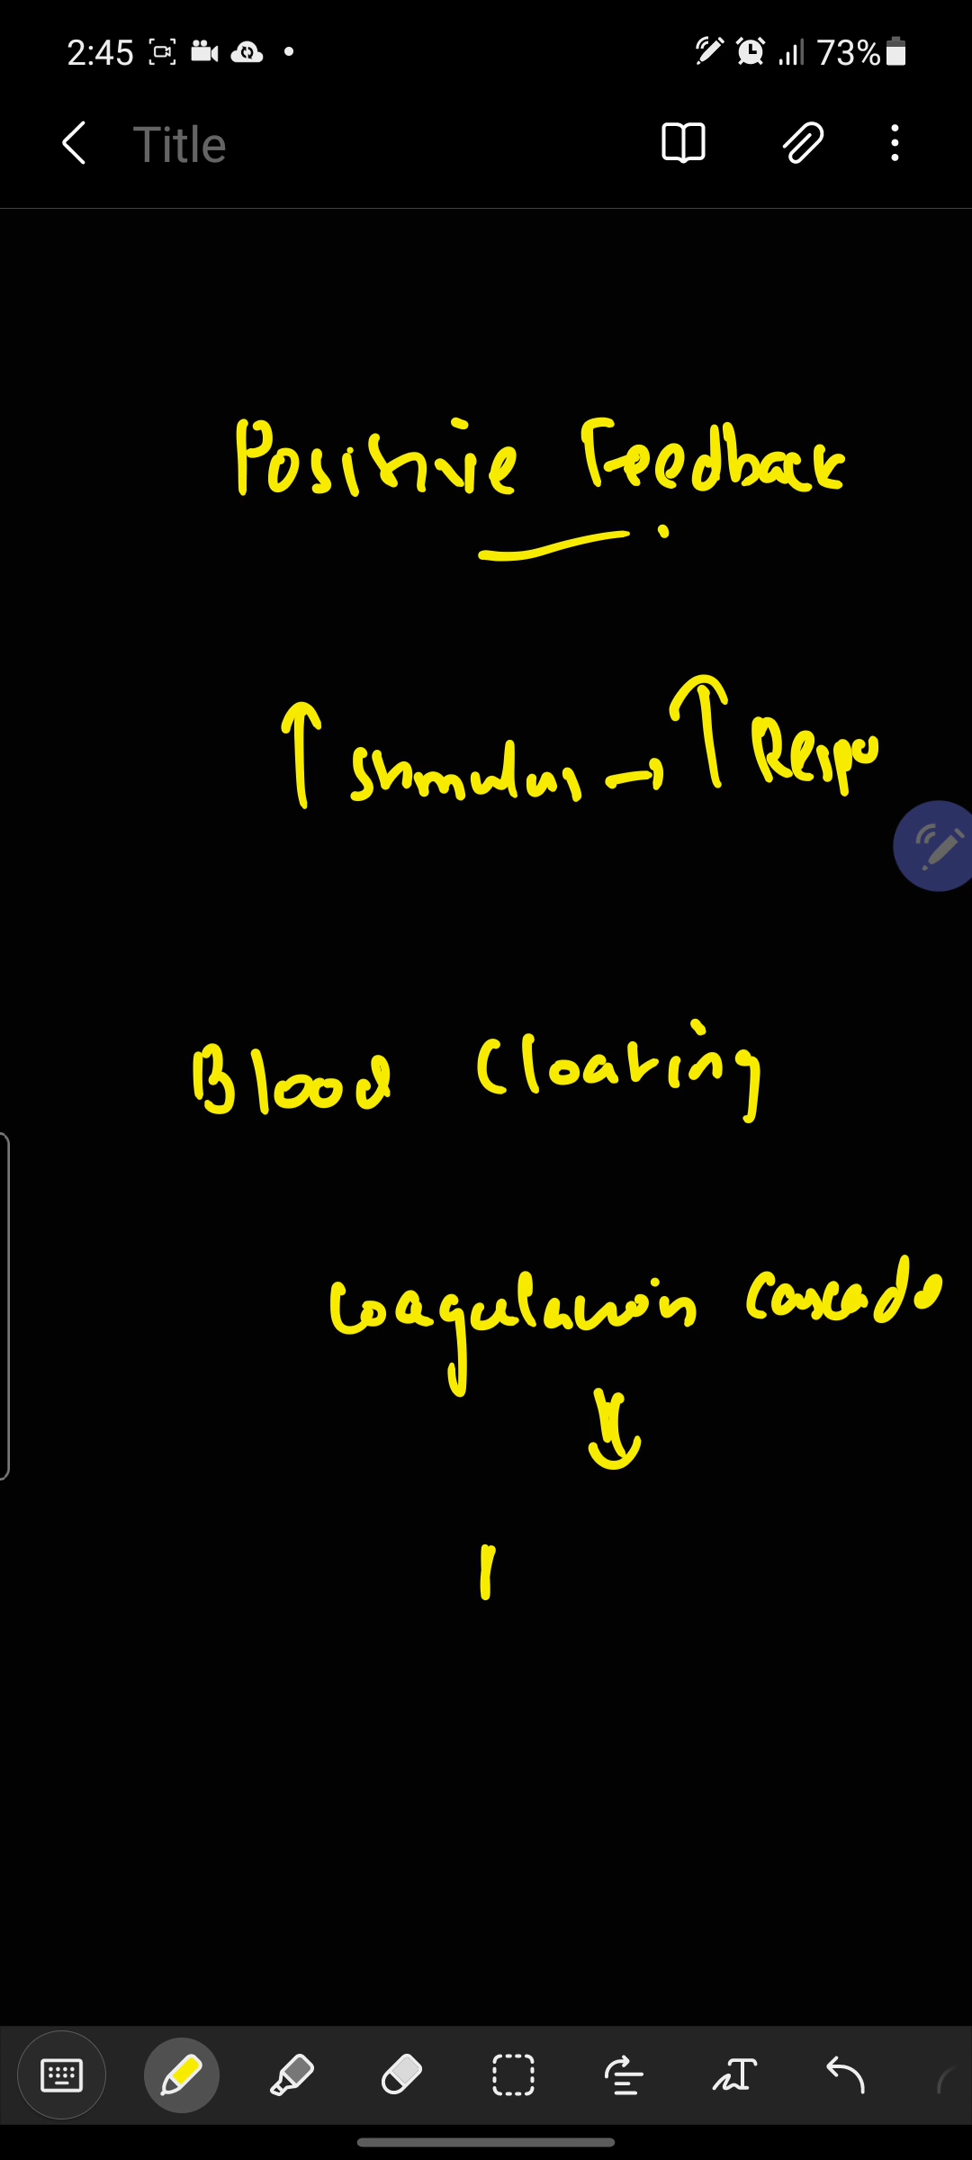 2:45 73%
Title
Positive Feedback
↑ stimulus → ↑ Respo
Blood Cloating
Coagulation Cascade
↓
I